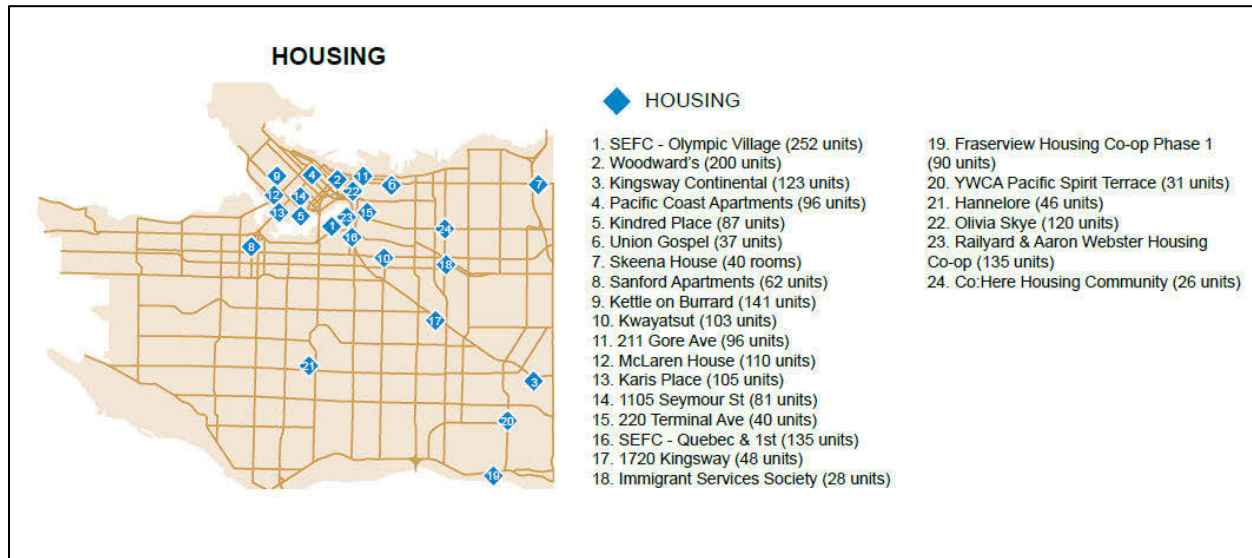 HOUSING
HOUSING
1. SEFC - Olympic Village (252 units)
2. Woodward's (200 units)
3. Kingsway Continental (123 units)
4. Pacific Coast Apartments (96 units)
5. Kindred Place (87 units)
6. Union Gospel (37 units)
7. Skeena House (40 rooms)
8. Sanford Apartments (62 units)
9. Kettle on Burrard (141 units)
10. Kwayatsut (103 units)
11. 211 Gore Ave (96 units)
12. McLaren House (110 units)
13. Karis Place (105 units)
14. 1105 Seymour St (81 units)
15. 220 Terminal Ave (40 units)
16. SEFC - Quebec & 1st (135 units)
17. 1720 Kingsway (48 units)
18. Immigrant Services Society (28 units)
19. Fraserview Housing Co-op Phase 1
(90 units)
20. YWCA Pacific Spirit Terrace (31 units)
21. Hannelore (46 units)
22. Olivia Skye (120 units)
23. Railyard & Aaron Webster Housing
Co-op (135 units)
24. Co:Here Housing Community (26 units)
9
4
2
11
6
7
22
12
14
13
5
23
15
1
16
24
8
10
18
17
21
3
20
19